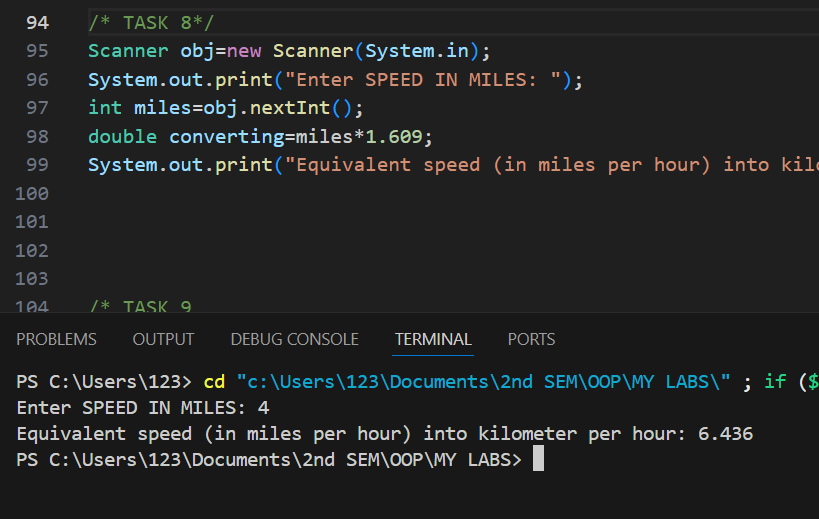 94 /* TASK 8*/
95 Scanner obj=new Scanner(System.in);
96 System.out.print("Enter SPEED IN MILES: ");
97 int miles=obj.nextInt();
98 double converting=miles*1.609;
99 System.out.print("Equivalent speed (in miles per hour) into kilo
100
101
102
103
104 /* TASK 9
PROBLEMS OUTPUT DEBUG CONSOLE TERMINAL PORTS
PS C:\Users\123> cd "c:\Users\123\Documents\2nd SEM\OOP\MY LABS\" ; if ($
Enter SPEED IN MILES: 4
Equivalent speed (in miles per hour) into kilometer per hour: 6.436
PS C:\Users\123\Documents\2nd SEM\OOP\MY LABS>